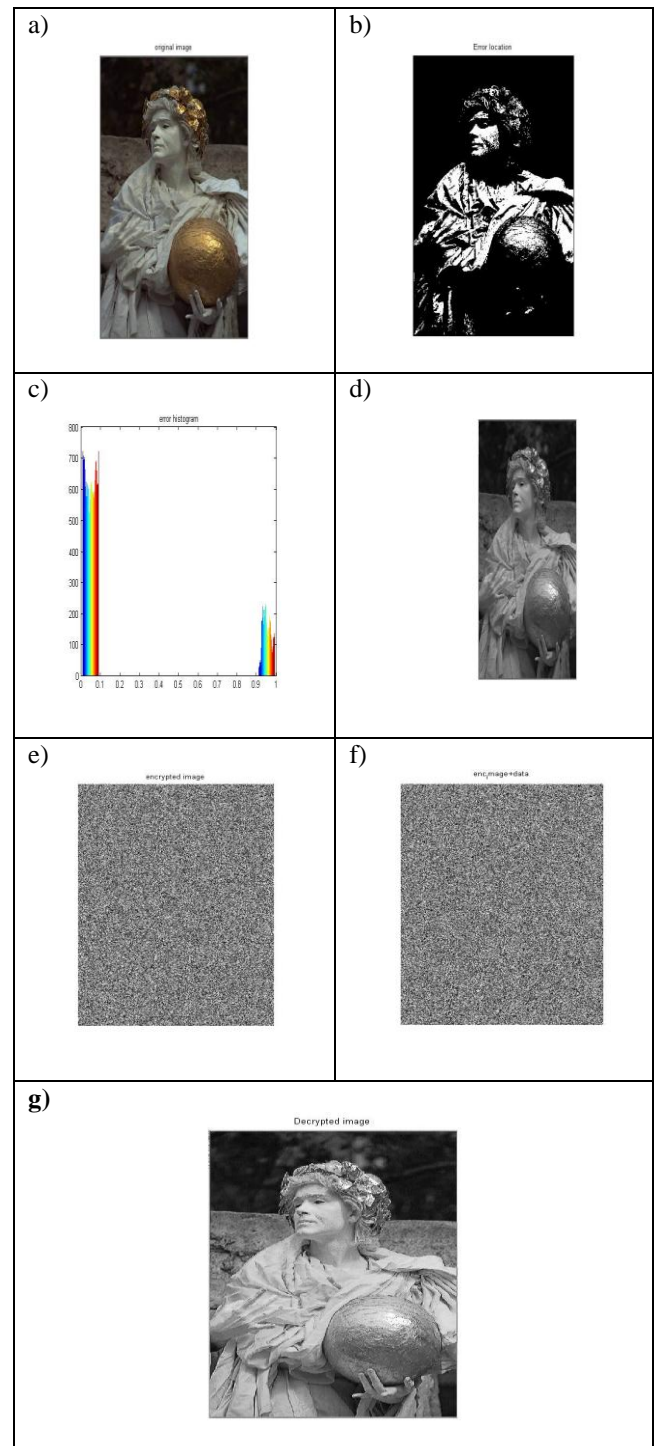 a)
original image
b)
Error location
c)
error histogram
800
700
600
500
400
300
200
100
0
0 0.1 0.2 0.3 0.4 0.5 0.6 0.7 0.8 0.9 1
d)
e)
encrypted image
f)
enc_image+data
g)
Decrypted image